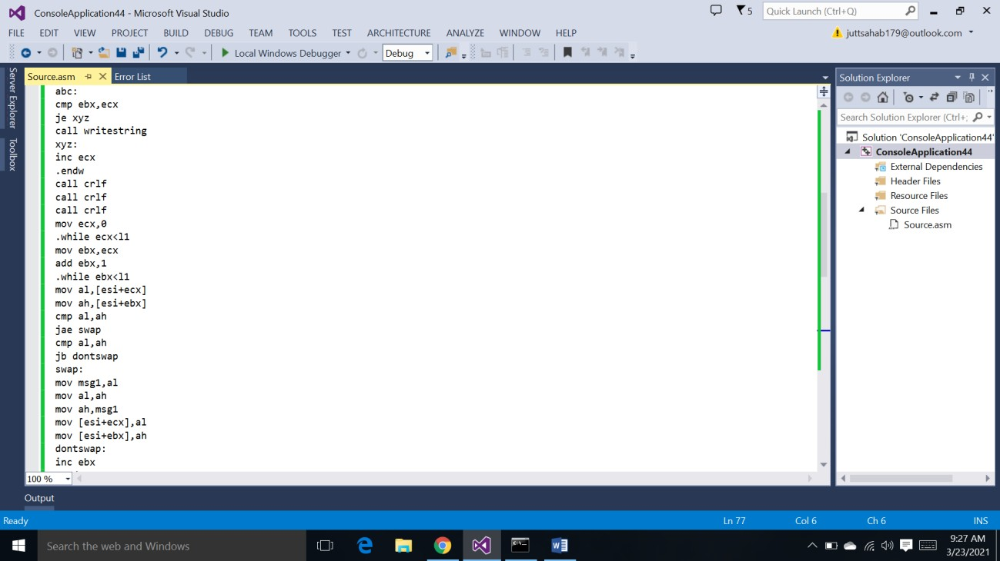 ConsoleApplication44 - Microsoft Visual Studio
5
Quick Launch (Ctrl+Q)
FILE EDIT VIEW PROJECT BUILD DEBUG TEAM TOOLS TEST ARCHITECTURE ANALYZE WINDOW HELP
juttsahab179@outlook.com
Local Windows Debugger
Debug
Server Explorer
Toolbox
Source.asm
Error List
abc:
cmp ebx,ecx
je xyz
call writestring
xyz:
inc ecx
.endw
call crlf
call crlf
call crlf
mov ecx,0
.while ecx<l1
mov ebx,ecx
add ebx,1
.while ebx<l1
mov al,[esi+ecx]
mov ah,[esi+ebx]
cmp al,ah
jae swap
cmp al,ah
jb dontswap
swap:
mov msg1,al
mov al,ah
mov ah,msg1
mov [esi+ecx],al
mov [esi+ebx],ah
dontswap:
inc ebx
100 %
Solution Explorer
Search Solution Explorer (Ctrl+;
Solution 'ConsoleApplication44'
ConsoleApplication44
External Dependencies
Header Files
Resource Files
Source Files
Source.asm
Output
Ready
Ln 77
Col 6
Ch 6
INS
Search the web and Windows
9:27 AM
3/23/2021